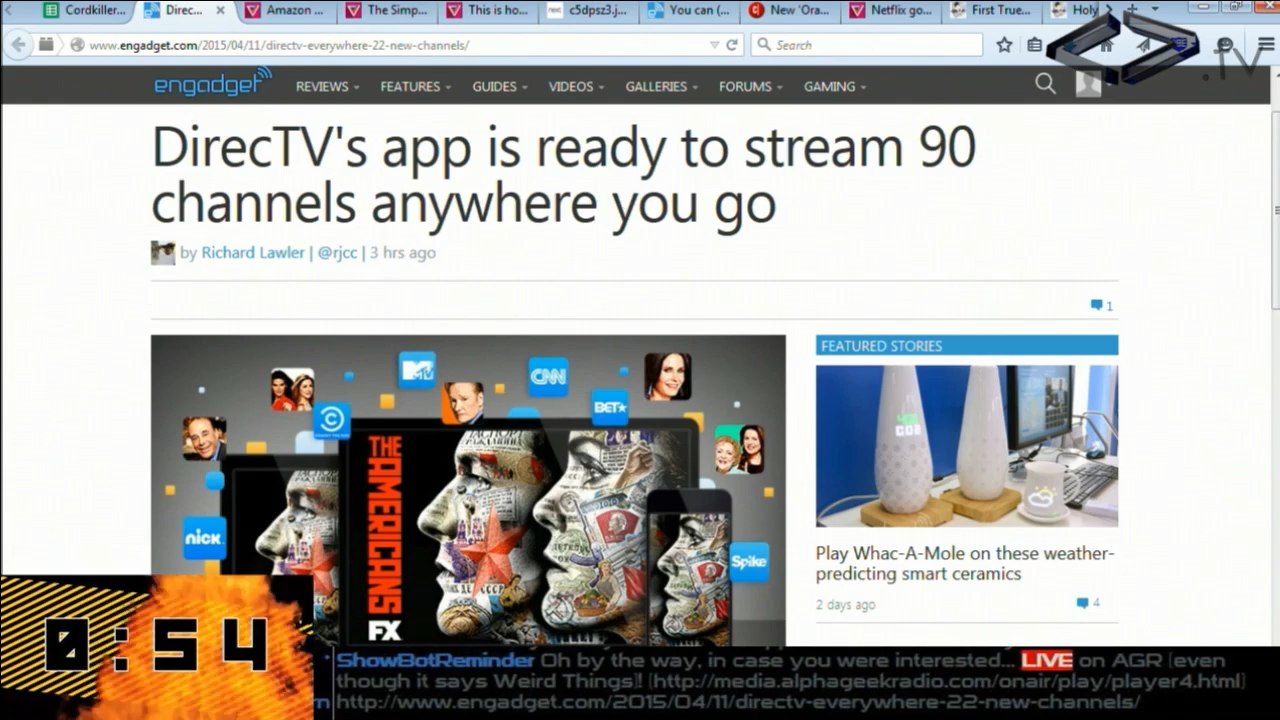 Cordkiller...
Direc...
Amazon ...
The Simp...
This is ho...
c5dpsz3.j...
You can (...
New 'Ora...
Netflix go...
First True...
Holy
www.engadget.com/2015/04/11/directv-everywhere-22-new-channels/
Search
.TV
engadget
REVIEWS
FEATURES
GUIDES
VIDEOS
GALLERIES
FORUMS
GAMING
DirecTV's app is ready to stream 90
channels anywhere you go
by Richard Lawler | @rjcc | 3 hrs ago
1
FEATURED STORIES
MTV
CNN
BET
nick
Spike
THE AMERICANS
FX
Play Whac-A-Mole on these weather-
predicting smart ceramics
2 days ago
4
0:54
ShowBotReminder Oh by the way, in case you were interested... LIVE on AGR (even
though it says Weird Things)! [http://media.alphageekradio.com/onair/play/player4.html]
http://www.engadget.com/2015/04/11/directv-everywhere-22-new-channels/